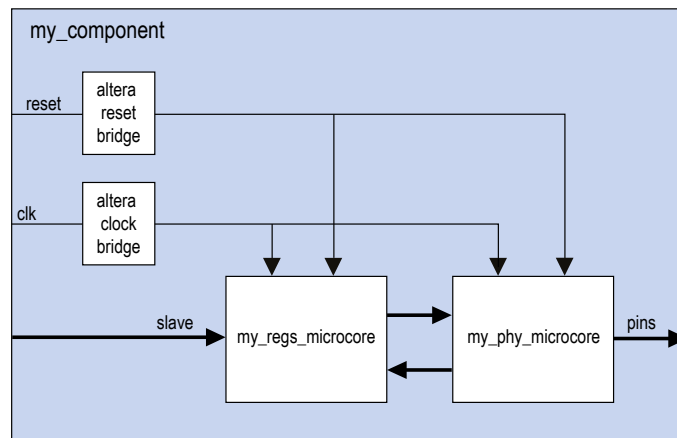 my_component
reset
altera
reset
bridge
clk
altera
clock
bridge
slave
my_regs_microcore
my_phy_microcore
pins